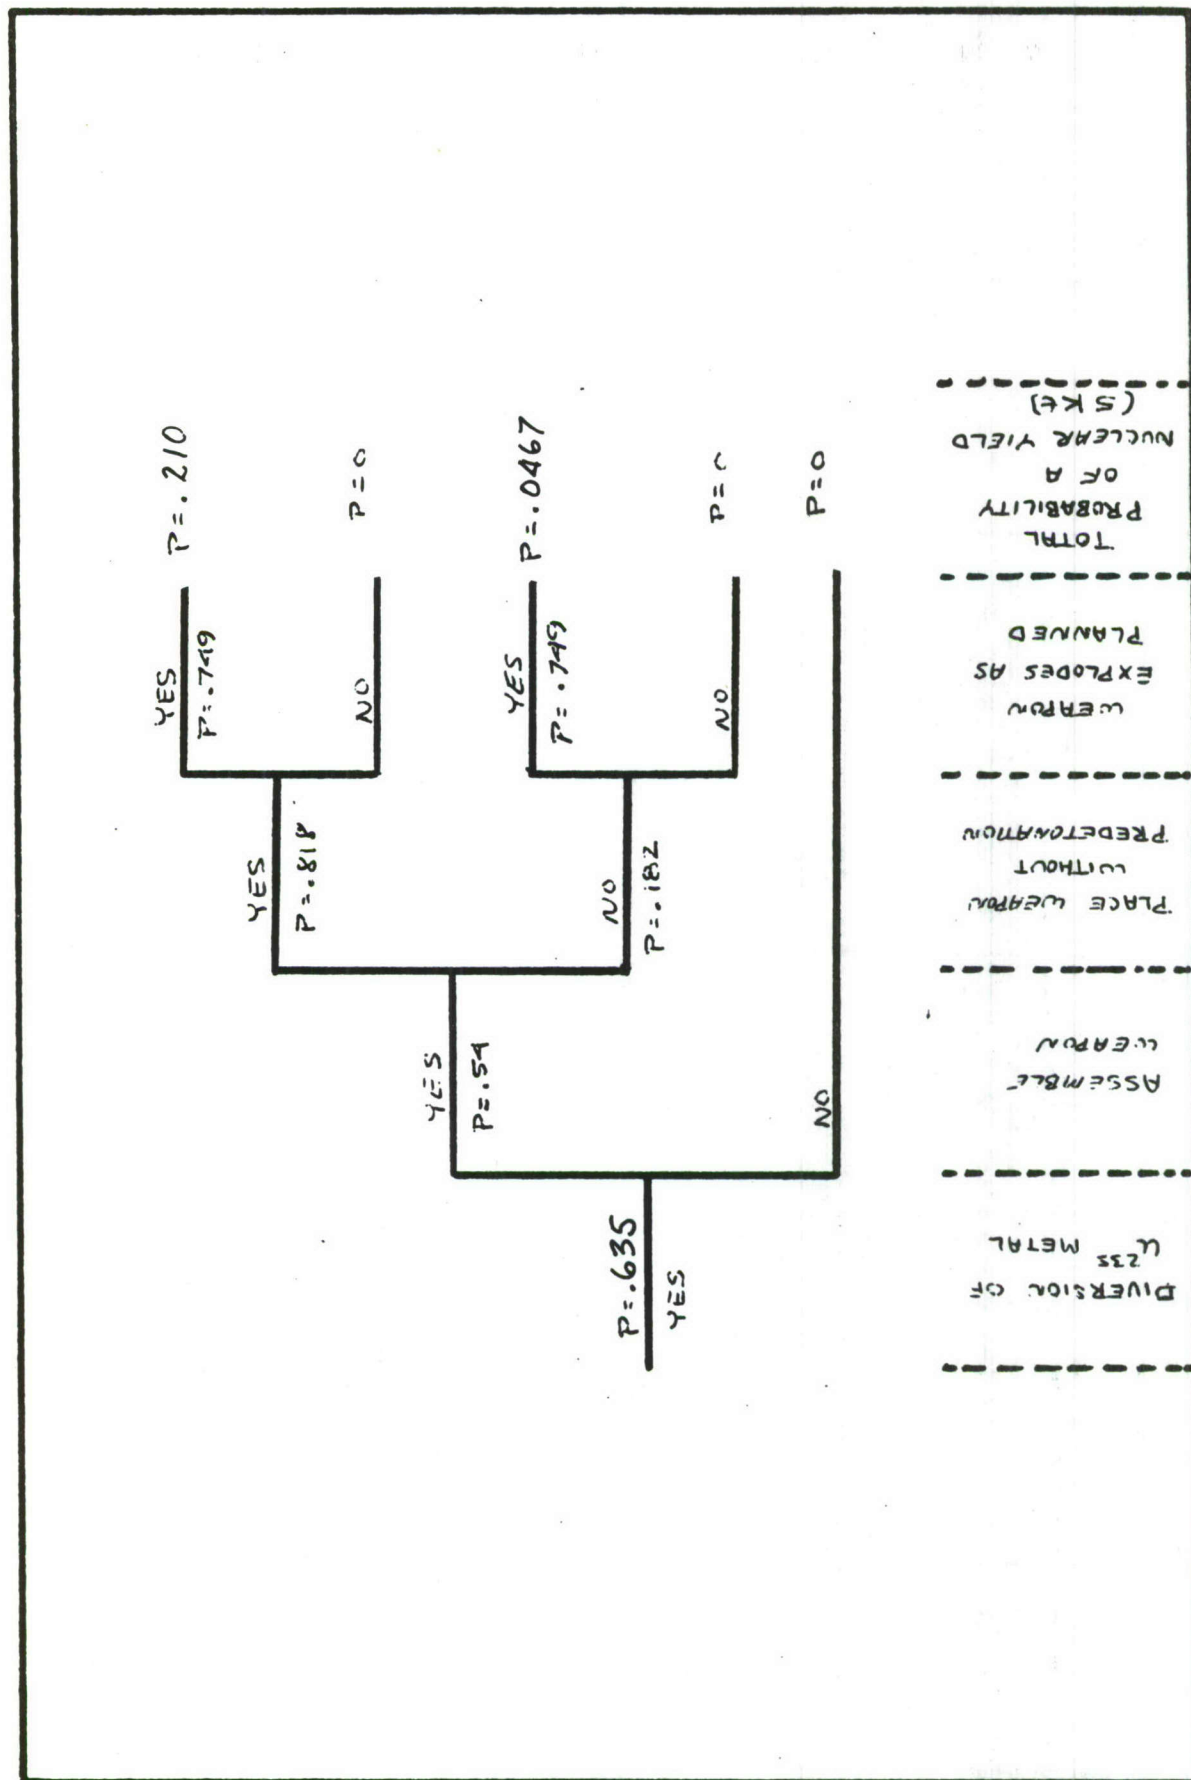 DIVERSION OF
U235 METAL
ASSEMBLE
WEAPON
PLACE WEAPON
WITHOUT
PREDETONATION
WEAPON
EXPLODES AS
PLANNED
TOTAL
PROBABILITY
OF A
NUCLEAR YIELD
(5 Kt)
P=.635
YES
YES
P=.54
NO
YES
P=.818
NO
P=.182
YES
P=.749
NO
YES
P=.749
NO
P=.210
P=0
P=.0467
P=0
P=0